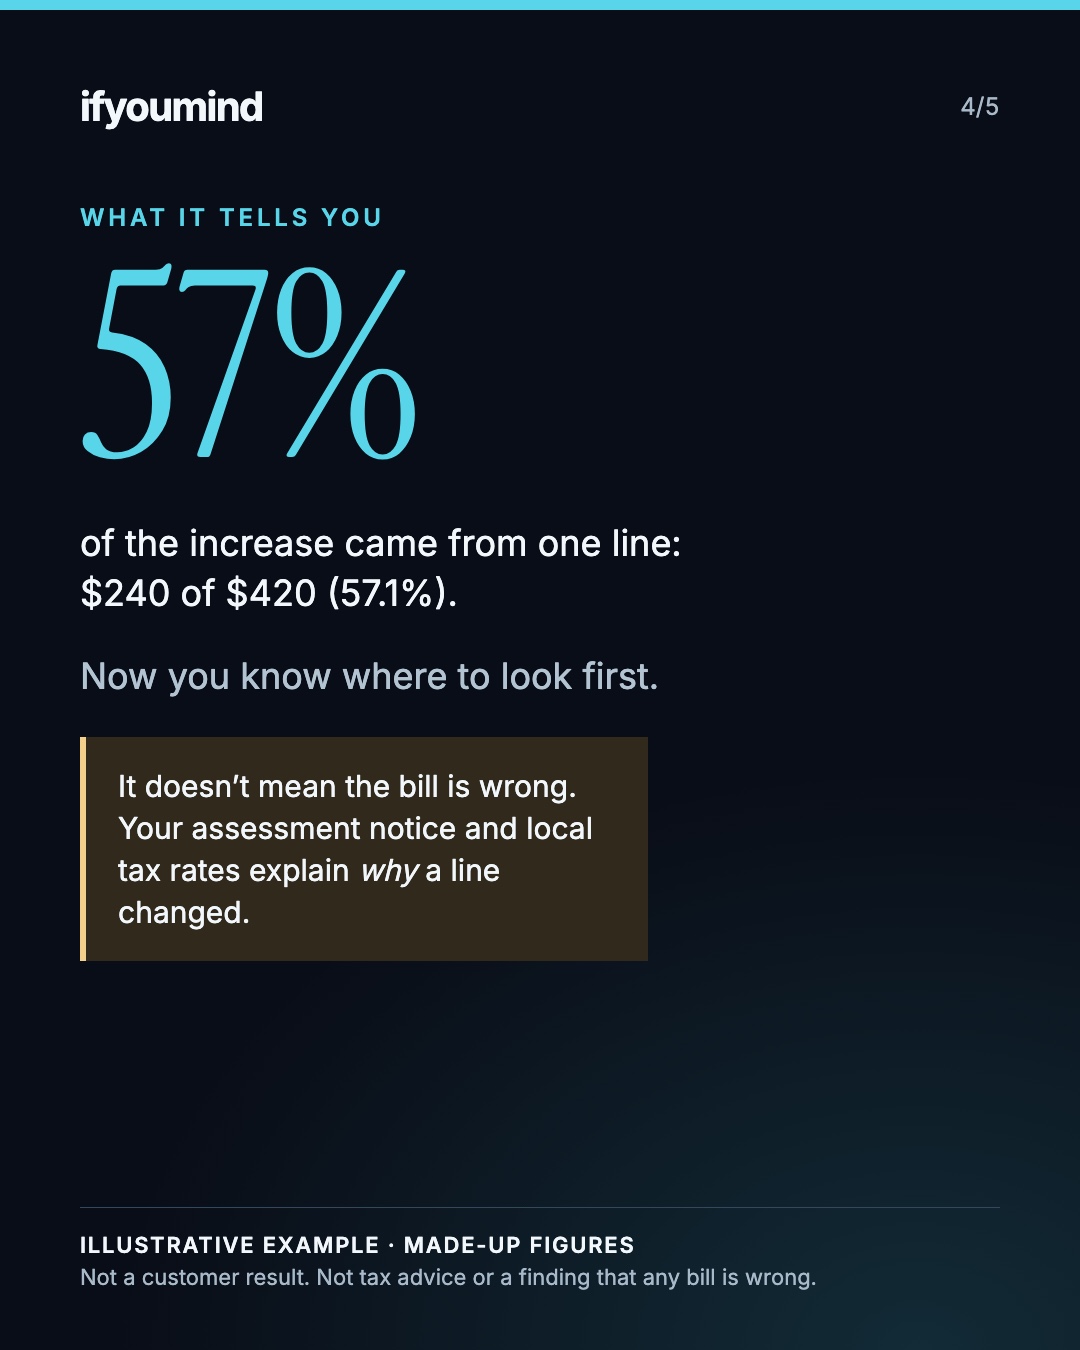 ifyoumind
4/5
WHAT IT TELLS YOU
57%
of the increase came from one line:
$240 of $420 (57.1%).
Now you know where to look first.
It doesn’t mean the bill is wrong.
Your assessment notice and local
tax rates explain why a line
changed.
ILLUSTRATIVE EXAMPLE · MADE-UP FIGURES
Not a customer result. Not tax advice or a finding that any bill is wrong.